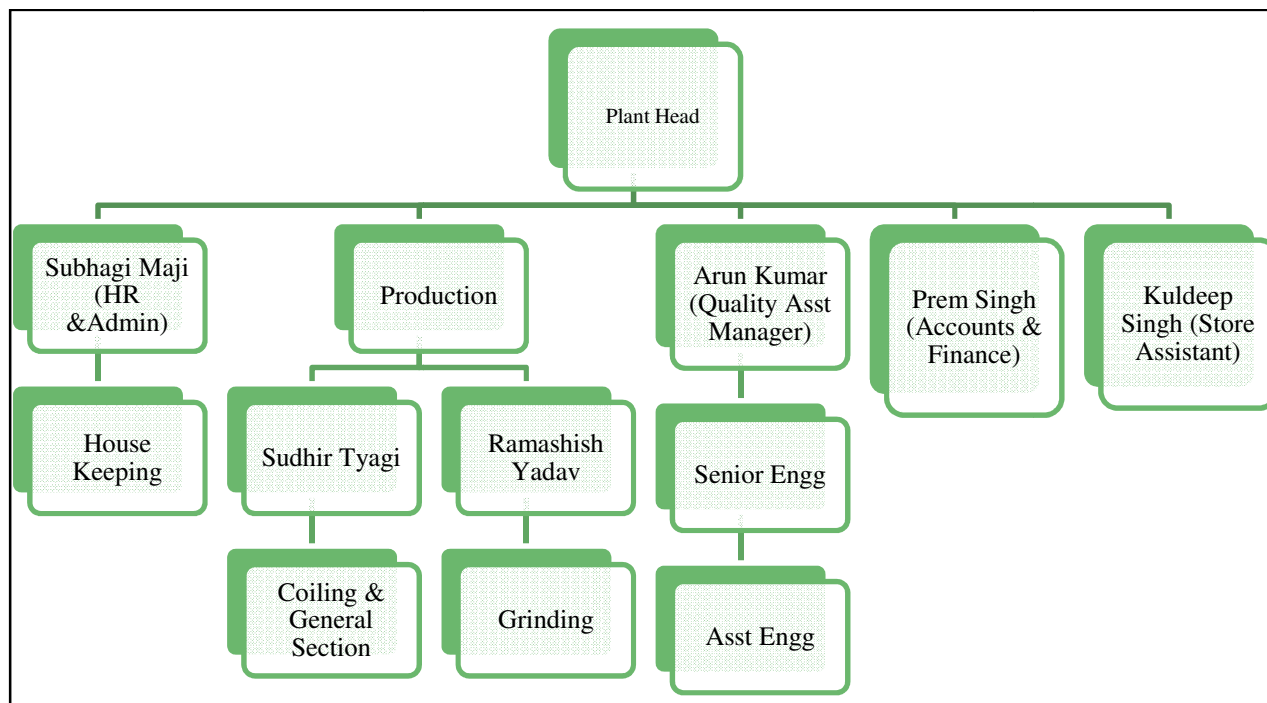 Plant Head
Subhagi Maji
(HR
&Admin)
Production
Arun Kumar
(Quality Asst
Manager)
Prem Singh
(Accounts &
Finance)
Kuldeep
Singh (Store
Assistant)
House
Keeping
Sudhir Tyagi
Ramashish
Yadav
Senior Engg
Coiling &
General
Section
Grinding
Asst Engg